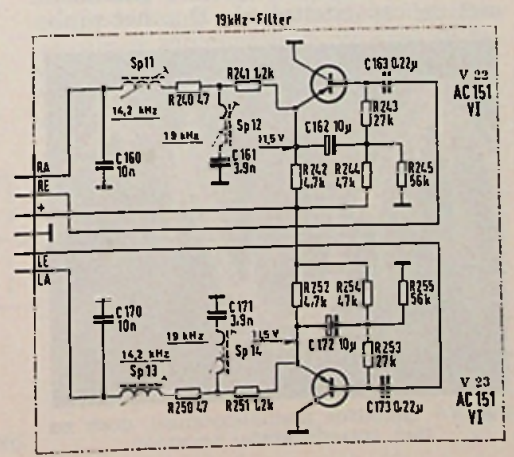 19kHz-Filter
Sp11
R240 47
R241 1,2k
C163 0,22µ
V 22
AC 151
VI
14,2 kHz
19 kHz
Sp12
C162 10µ
R243
27k
C160
10n
C161
3,9n
11,5 V
R242
4,7k
R244
47k
R245
56k
RA
RE
+
LE
LA
C170
10n
C171
3,9n
R252
4,7k
R254
47k
R255
56k
19 kHz
11,5V
Sp14
C172 10µ
R253
27k
14,2 kHz
Sp13
R250 47
R251 1,2k
C173 0,22µ
V 23
AC 151
VI